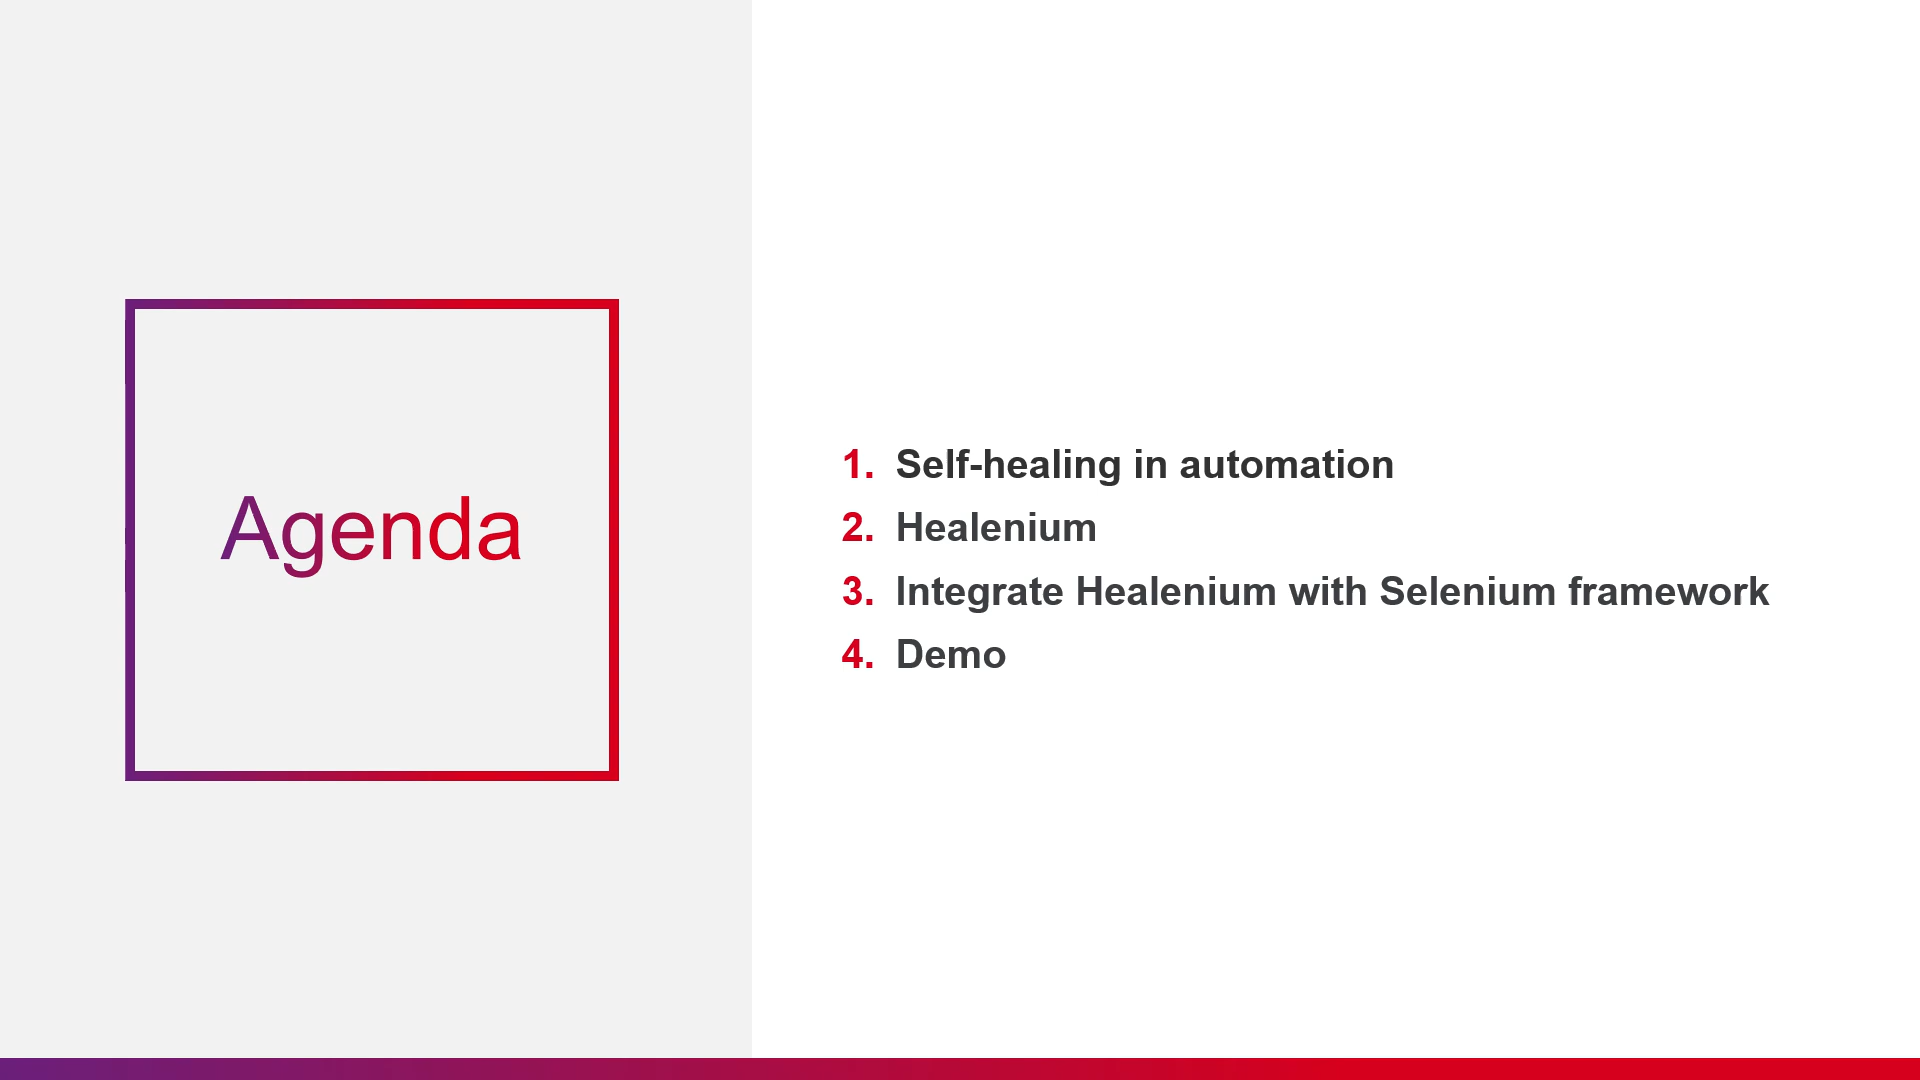 Agenda
1. Self-healing in automation
2. Healenium
3. Integrate Healenium with Selenium framework
4. Demo